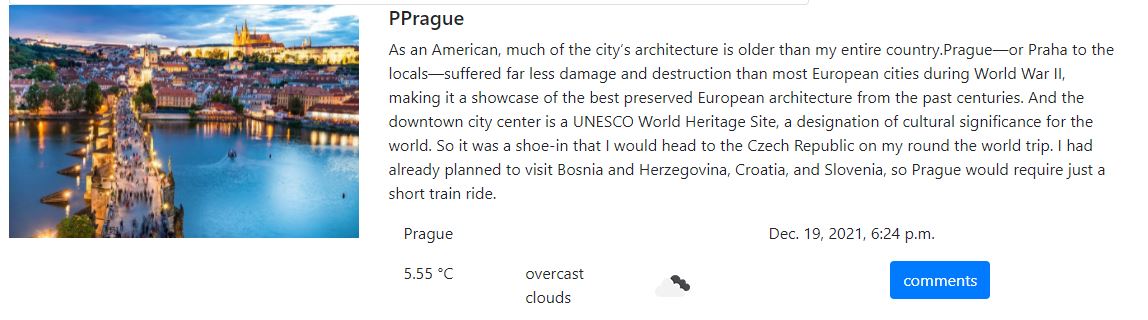 PPrague
As an American, much of the city's architecture is older than my entire country.Prague—or Praha to the
locals—suffered far less damage and destruction than most European cities during World War II,
making it a showcase of the best preserved European architecture from the past centuries. And the
downtown city center is a UNESCO World Heritage Site, a designation of cultural significance for the
world. So it was a shoe-in that I would head to the Czech Republic on my round the world trip. I had
already planned to visit Bosnia and Herzegovina, Croatia, and Slovenia, so Prague would require just a
short train ride.
Prague Dec. 19, 2021, 6:24 p.m.
5.55 °C overcast comments
clouds